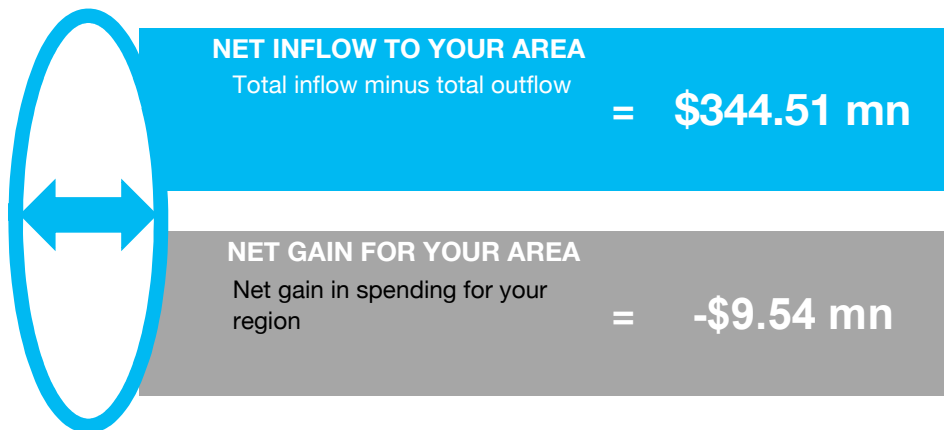 NET INFLOW TO YOUR AREA
Total inflow minus total outflow
= $344.51 mn
NET GAIN FOR YOUR AREA
Net gain in spending for your
region
= -$9.54 mn